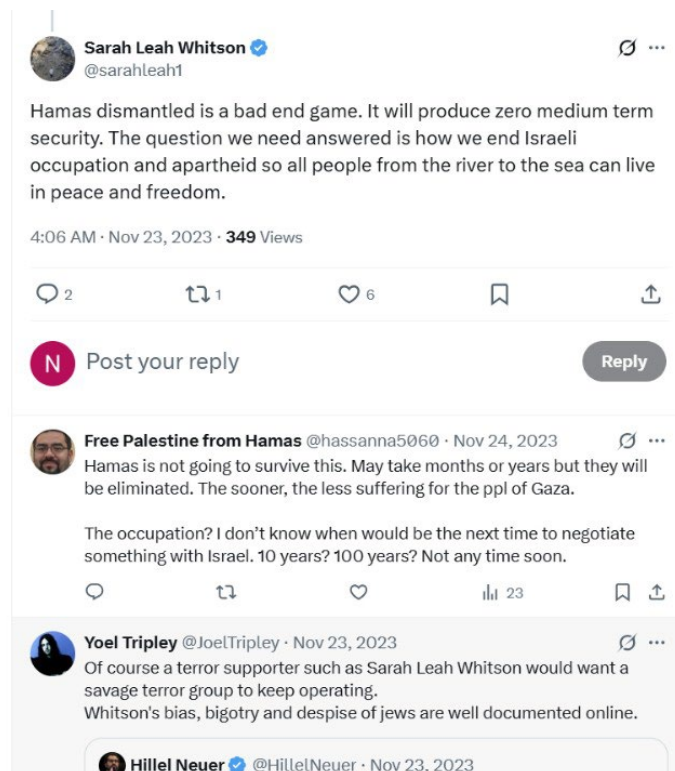 Sarah Leah Whitson
@sarahleah1
Hamas dismantled is a bad end game. It will produce zero medium term
security. The question we need answered is how we end Israeli
occupation and apartheid so all people from the river to the sea can live
in peace and freedom.
4:06 AM · Nov 23, 2023 · 349 Views
2 1 6
N Post your reply Reply
Free Palestine from Hamas @hassanna5060 · Nov 24, 2023
Hamas is not going to survive this. May take months or years but they will
be eliminated. The sooner, the less suffering for the ppl of Gaza.
The occupation? I don't know when would be the next time to negotiate
something with Israel. 10 years? 100 years? Not any time soon.
23
Yoel Tripley @JoelTripley · Nov 23, 2023
Of course a terror supporter such as Sarah Leah Whitson would want a
savage terror group to keep operating.
Whitson's bias, bigotry and despise of jews are well documented online.
Hillel Neuer @HillelNeuer · Nov 23, 2023